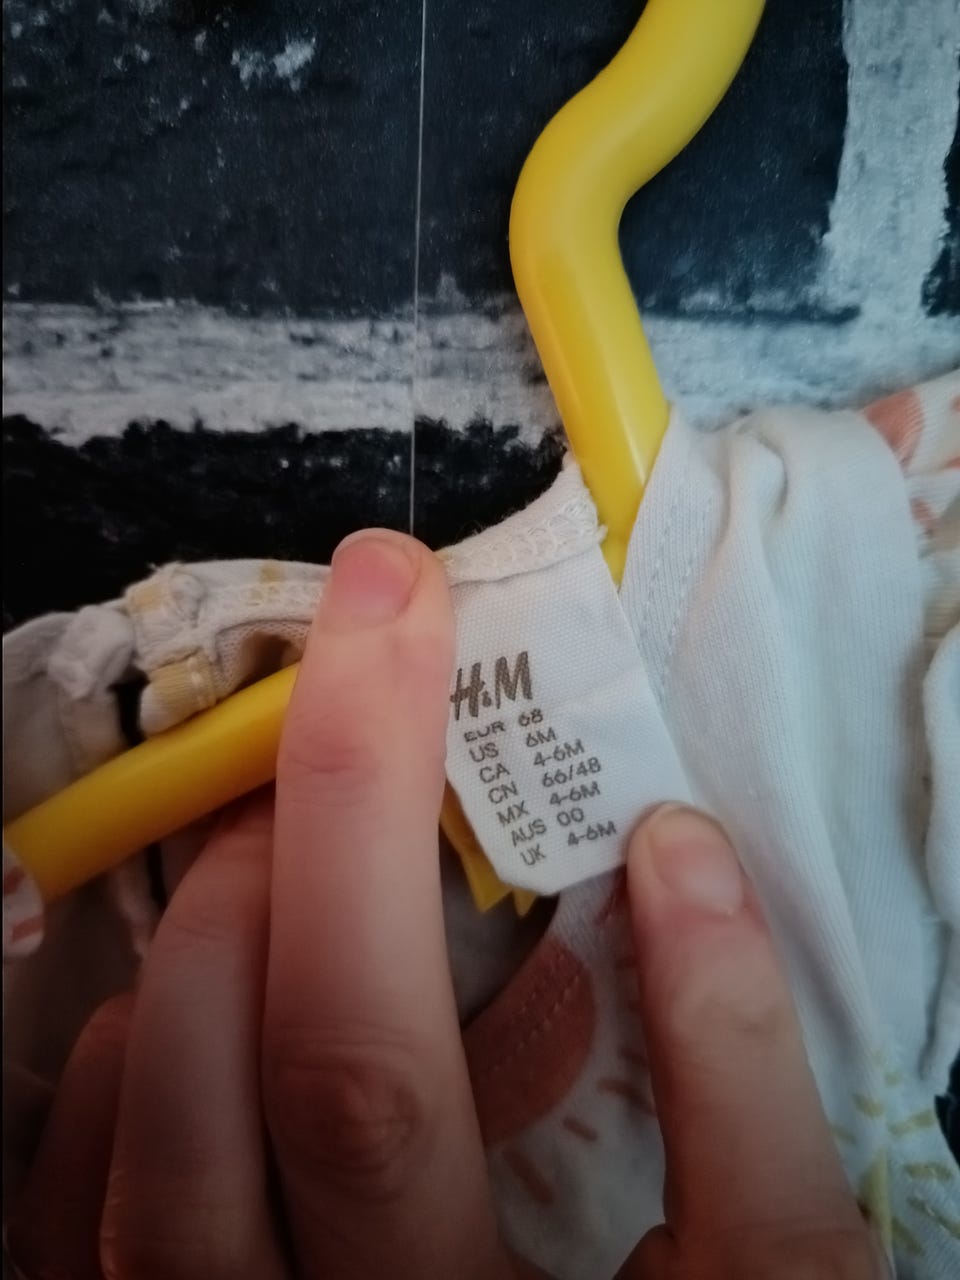 H&M
EUR 68
US 6M
CA 4-6M
CN 66/48
MX 4-6M
AUS 00
UK 4-6M